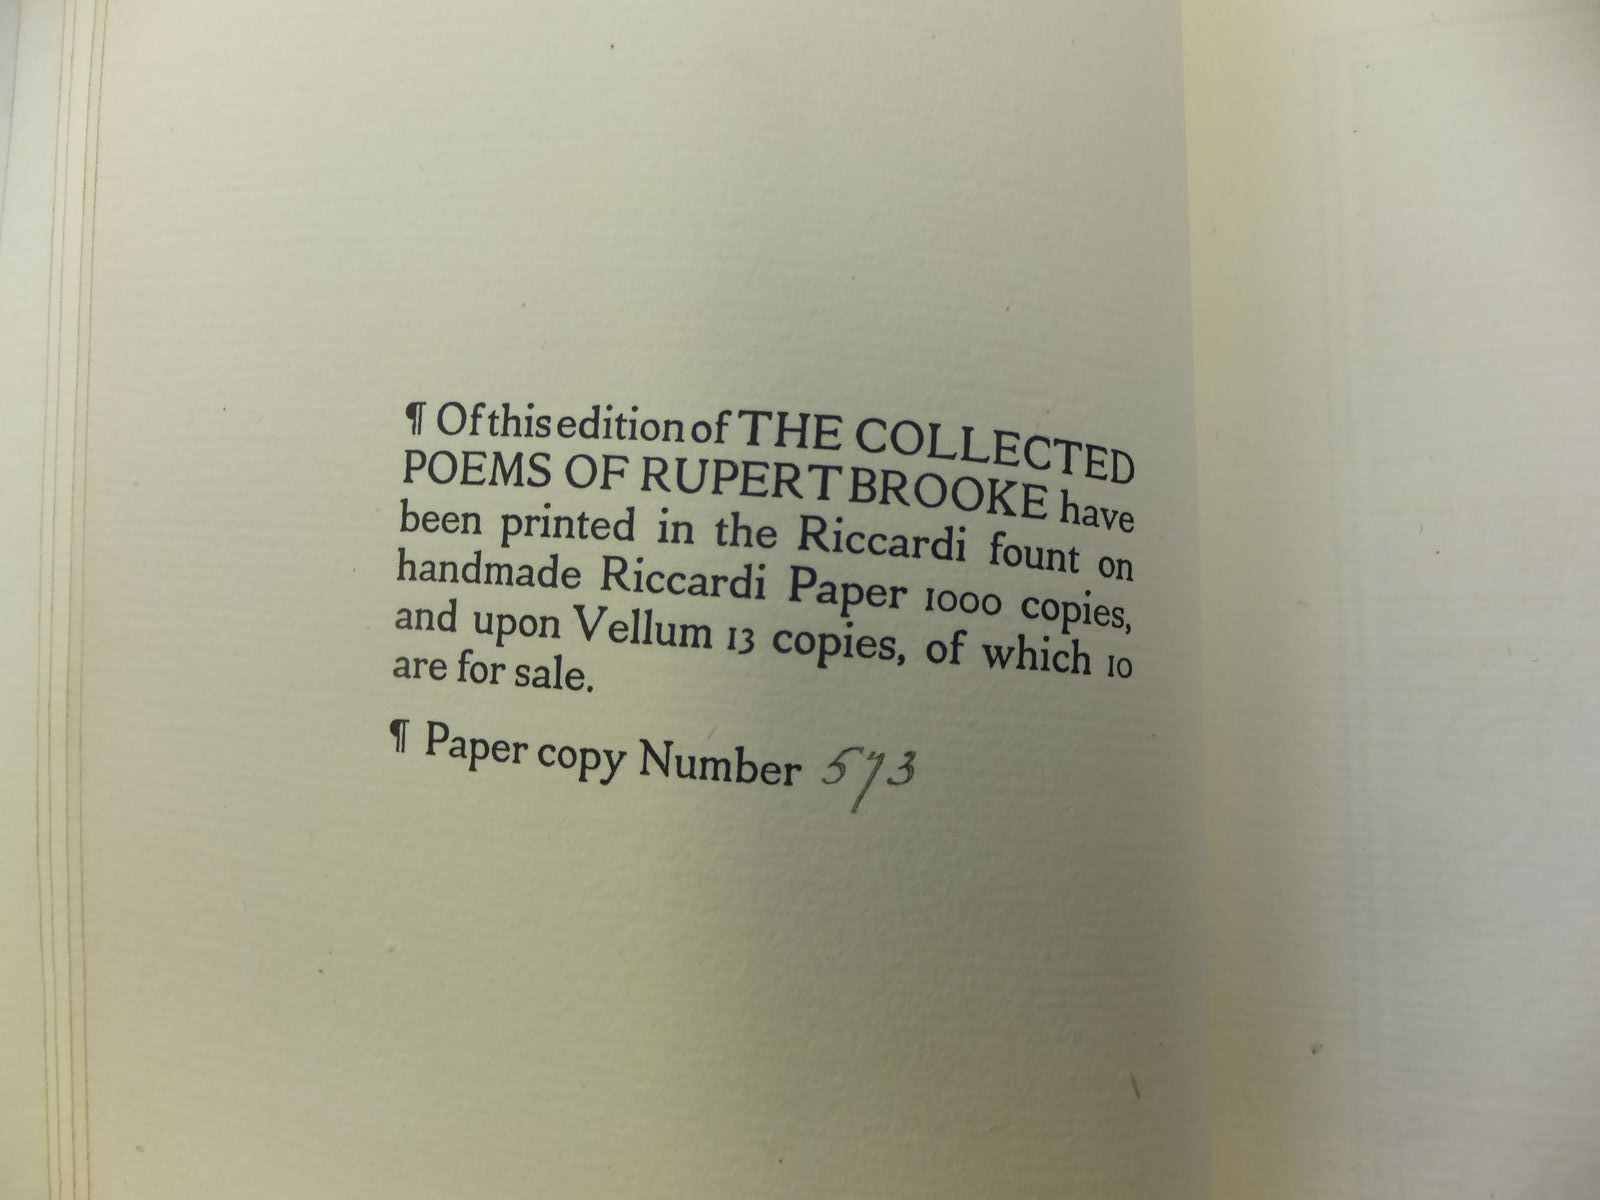 ¶ Of this edition of THE COLLECTED
POEMS OF RUPERT BROOKE have
been printed in the Riccardi fount on
handmade Riccardi Paper 1000 copies,
and upon Vellum 13 copies, of which 10
are for sale.
¶ Paper copy Number 573